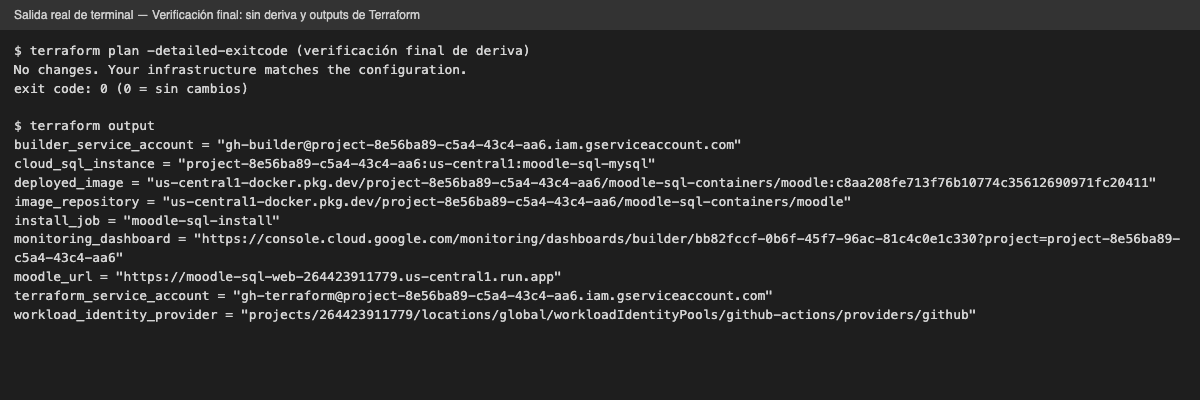 Salida real de terminal — Verificación final: sin deriva y outputs de Terraform
$ terraform plan -detailed-exitcode (verificación final de deriva)
No changes. Your infrastructure matches the configuration.
exit code: 0 (0 = sin cambios)
$ terraform output
builder_service_account = "gh-builder@project-8e56ba89-c5a4-43c4-aa6.iam.gserviceaccount.com"
cloud_sql_instance = "project-8e56ba89-c5a4-43c4-aa6:us-central1:moodle-sql-mysql"
deployed_image = "us-central1-docker.pkg.dev/project-8e56ba89-c5a4-43c4-aa6/moodle-sql-containers/moodle:c8aa208fe713f76b10774c35612690971fc20411"
image_repository = "us-central1-docker.pkg.dev/project-8e56ba89-c5a4-43c4-aa6/moodle-sql-containers/moodle"
install_job = "moodle-sql-install"
monitoring_dashboard = "https://console.cloud.google.com/monitoring/dashboards/builder/bb82fccf-0b6f-45f7-96ac-81c4c0e1c330?project=project-8e56ba89-
c5a4-43c4-aa6"
moodle_url = "https://moodle-sql-web-264423911779.us-central1.run.app"
terraform_service_account = "gh-terraform@project-8e56ba89-c5a4-43c4-aa6.iam.gserviceaccount.com"
workload_identity_provider = "projects/264423911779/locations/global/workloadIdentityPools/github-actions/providers/github"